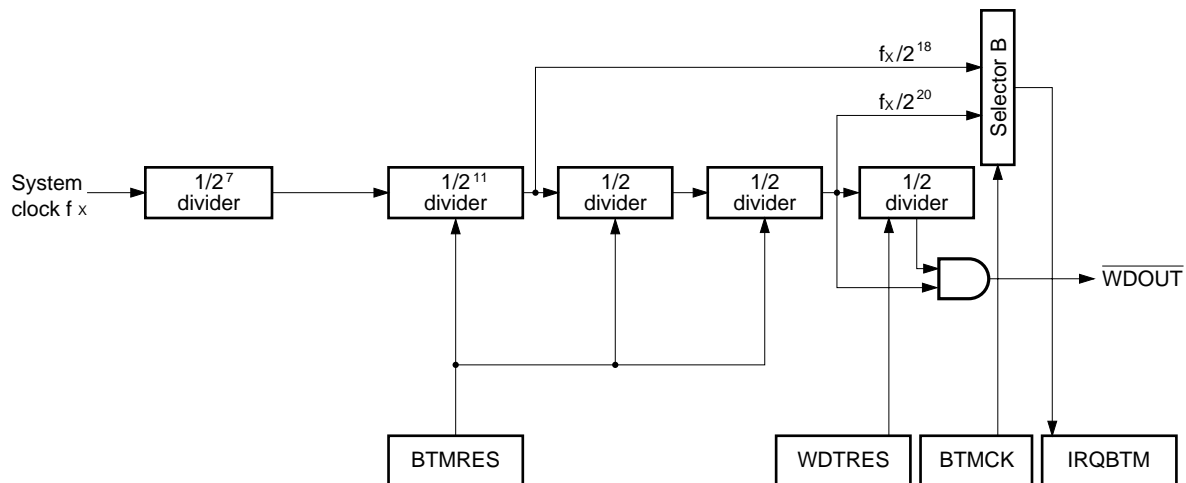 fX/2^18
fX/2^20
Selector B
System
clock fX
1/2^7
divider
1/2^11
divider
1/2
divider
1/2
divider
1/2
divider
WDOUT
BTMRES
WDTRES
BTMCK
IRQBTM